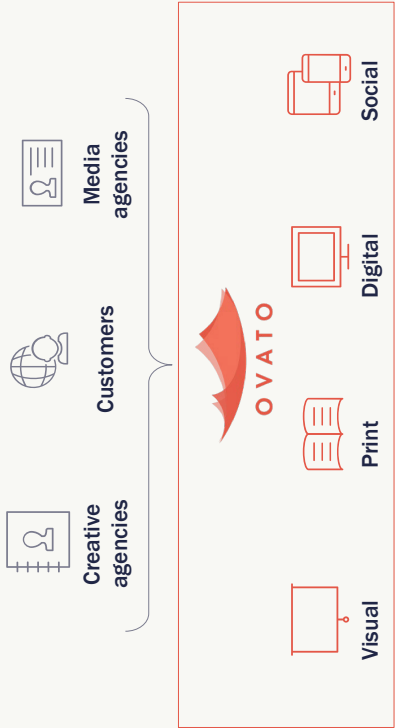 Creative
agencies
Customers
Media
agencies
OVATO
Visual
Print
Digital
Social